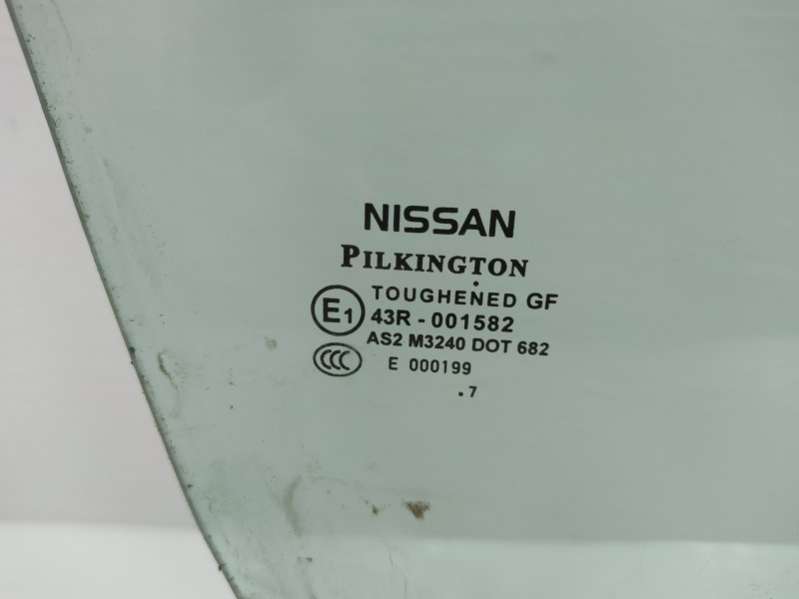 NISSAN
PILKINGTON
TOUGHENED GF
E1
43R - 001582
AS2 M3240 DOT 682
CCC
E 000199
. 7